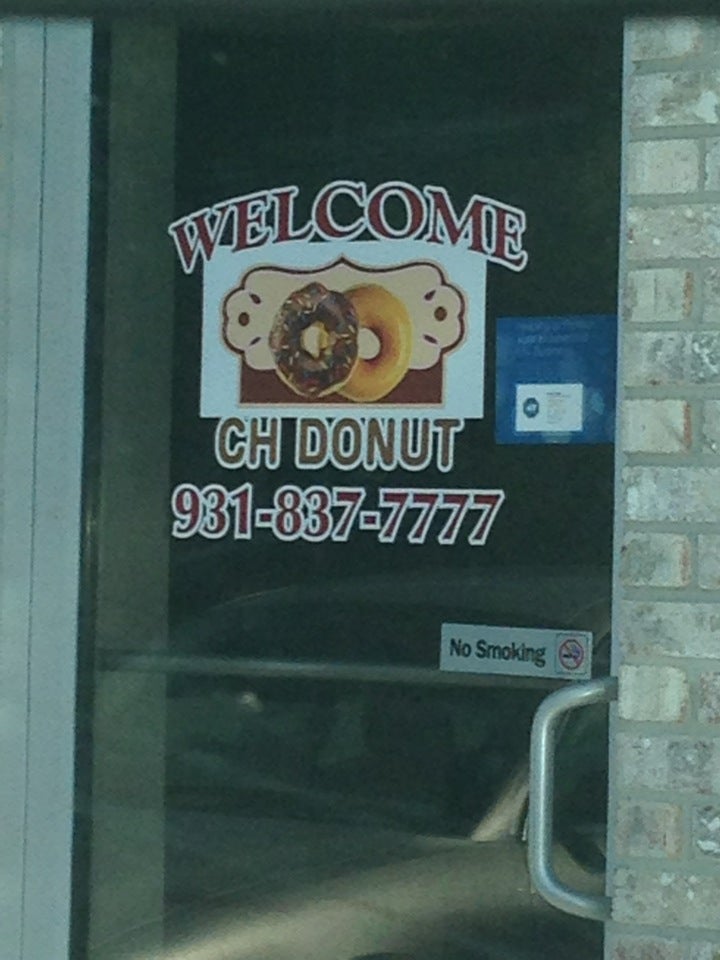 WELCOME
CH DONUT
931-837-7777
No Smoking